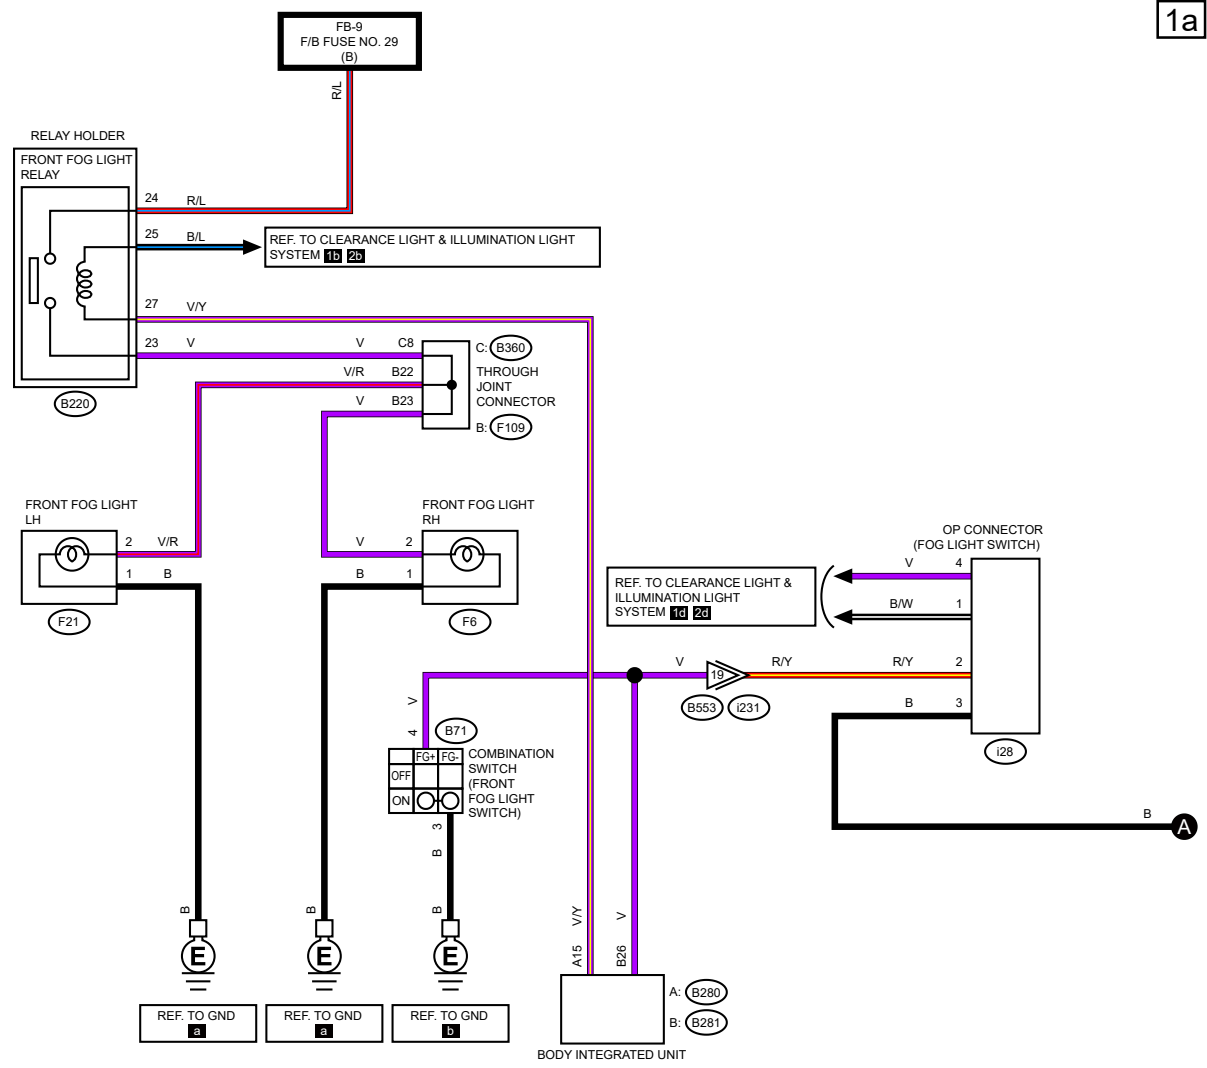 1a
FB-9
F/B FUSE NO. 29
(B)
R/L
RELAY HOLDER
FRONT FOG LIGHT
RELAY
24
R/L
25
B/L
REF. TO CLEARANCE LIGHT & ILLUMINATION LIGHT
SYSTEM 1b 2b
27
V/Y
23
V
V
C8
C: B360
V/R
B22
THROUGH
JOINT
CONNECTOR
V
B23
B: F109
B220
FRONT FOG LIGHT
LH
2
V/R
1
B
F21
FRONT FOG LIGHT
RH
V
2
B
1
F6
OP CONNECTOR
(FOG LIGHT SWITCH)
REF. TO CLEARANCE LIGHT &
ILLUMINATION LIGHT
SYSTEM 1d 2d
V
4
B/W
1
V
19
R/Y
R/Y
2
B
3
B553
i231
i28
V
4
B71
FG+
FG-
OFF
ON
COMBINATION
SWITCH
(FRONT
FOG LIGHT
SWITCH)
3
B
B
A
B
B
B
V/Y
V
A15
B26
E
E
E
REF. TO GND
a
REF. TO GND
a
REF. TO GND
b
A: B280
B: B281
BODY INTEGRATED UNIT